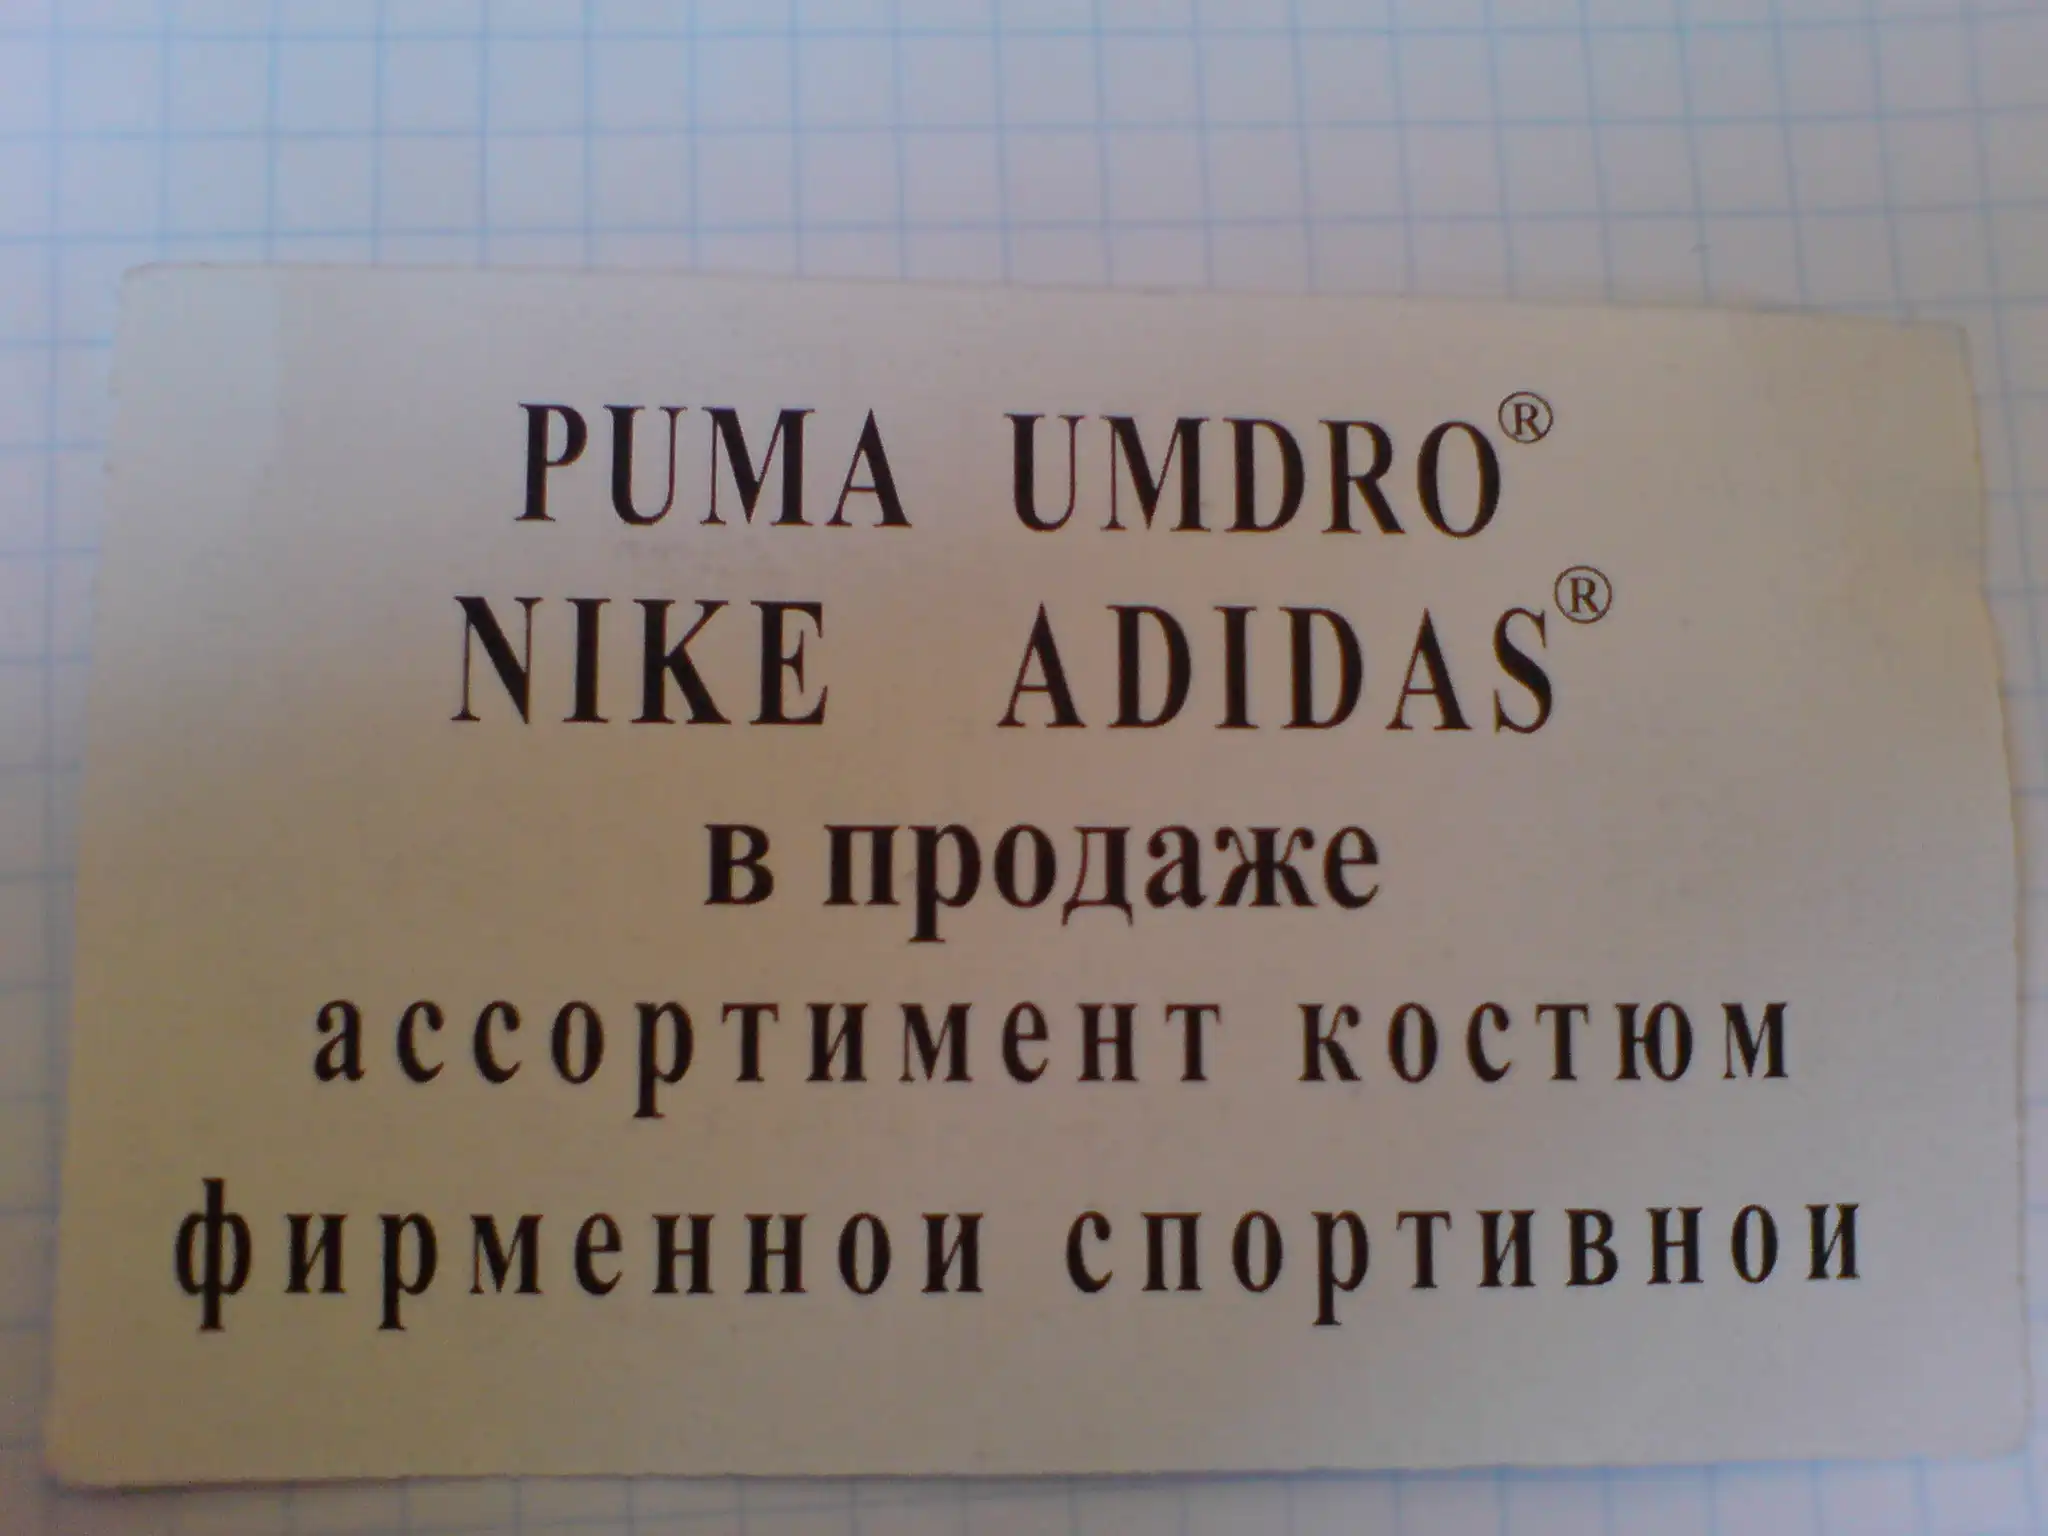 PUMA UMDRO®
NIKE ADIDAS®
в продаже
ассортимент костюм
фирменнои спортивнои